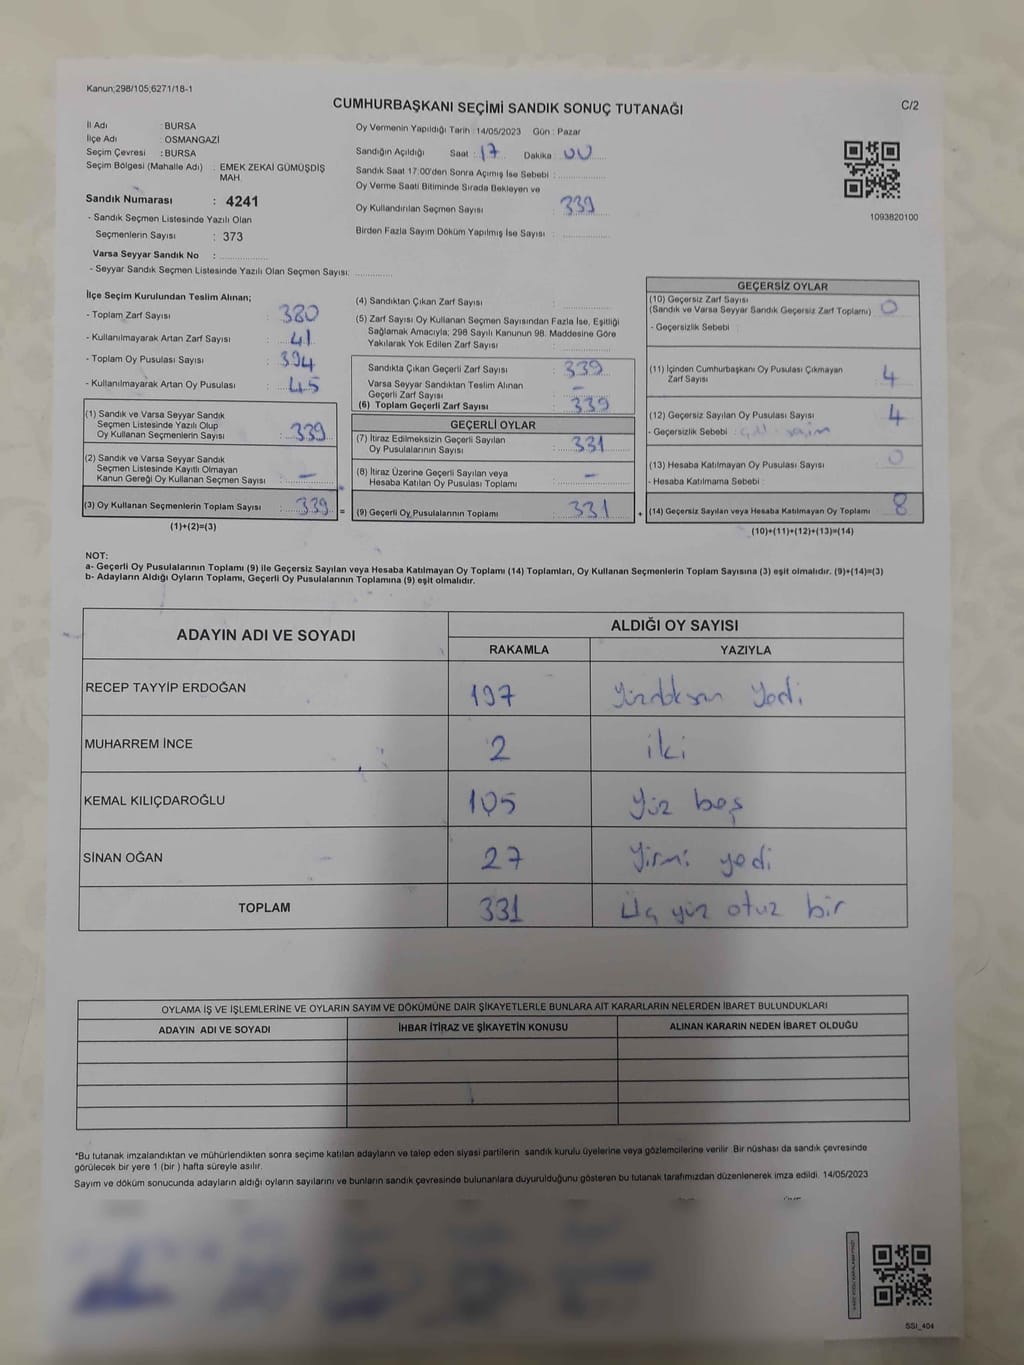 Kanun;298/105;6271/18-1
CUMHURBAŞKANI SEÇİMİ SANDIK SONUÇ TUTANAĞI
C/2
İl Adı : BURSA
İlçe Adı : OSMANGAZİ
Seçim Çevresi : BURSA
Seçim Bölgesi (Mahalle Adı) : EMEK ZEKAİ GÜMÜŞDİŞ
MAH
Sandık Numarası : 4241
- Sandık Seçmen Listesinde Yazılı Olan
Seçmenlerin Sayısı : 373
Varsa Seyyar Sandık No :
- Seyyar Sandık Seçmen Listesinde Yazılı Olan Seçmen Sayısı:
Oy Vermenin Yapıldığı Tarih : 14/05/2023 Gün : Pazar
Sandığın Açıldığı Saat : 17 Dakika : 00
Sandık Saat 17:00'den Sonra Açılmış İse Sebebi :
Oy Verme Saati Bitiminde Sırada Bekleyen ve
Oy Kullandırılan Seçmen Sayısı : 339
Birden Fazla Sayım Döküm Yapılmış İse Sayısı :
1093820100
İlçe Seçim Kurulundan Teslim Alınan;
- Toplam Zarf Sayısı : 380
- Kullanılmayarak Artan Zarf Sayısı : 41
- Toplam Oy Pusulası Sayısı : 394
- Kullanılmayarak Artan Oy Pusulası : 45
(1) Sandık ve Varsa Seyyar Sandık
Seçmen Listesinde Yazılı Olup
Oy Kullanan Seçmenlerin Sayısı : 339
(2) Sandık ve Varsa Seyyar Sandık
Seçmen Listesinde Kayıtlı Olmayan
Kanun Gereği Oy Kullanan Seçmen Sayısı : -
(3) Oy Kullanan Seçmenlerin Toplam Sayısı : 339
(1)+(2)=(3)
(4) Sandıktan Çıkan Zarf Sayısı :
(5) Zarf Sayısı Oy Kullanan Seçmen Sayısından Fazla İse, Eşitliği
Sağlamak Amacıyla; 298 Sayılı Kanunun 98. Maddesine Göre
Yakılarak Yok Edilen Zarf Sayısı :
Sandıkta Çıkan Geçerli Zarf Sayısı : 339
Varsa Seyyar Sandıktan Teslim Alınan
Geçerli Zarf Sayısı : -
(6) Toplam Geçerli Zarf Sayısı : 339
GEÇERLİ OYLAR
(7) İtiraz Edilmeksizin Geçerli Sayılan
Oy Pusulalarının Sayısı : 331
(8) İtiraz Üzerine Geçerli Sayılan veya
Hesaba Katılan Oy Pusulası Toplamı : -
= (9) Geçerli Oy Pusulalarının Toplamı : 331 +
GEÇERSİZ OYLAR
(10) Geçersiz Zarf Sayısı
(Sandık ve Varsa Seyyar Sandık Geçersiz Zarf Toplamı) : 0
- Geçersizlik Sebebi :
(11) İçinden Cumhurbaşkanı Oy Pusulası Çıkmayan
Zarf Sayısı : 4
(12) Geçersiz Sayılan Oy Pusulası Sayısı : 4
- Geçersizlik Sebebi :
(13) Hesaba Katılmayan Oy Pusulası Sayısı : 0
- Hesaba Katılmama Sebebi :
(14) Geçersiz Sayılan veya Hesaba Katılmayan Oy Toplamı : 8
(10)+(11)+(12)+(13)=(14)
NOT:
a- Geçerli Oy Pusulalarının Toplamı (9) ile Geçersiz Sayılan veya Hesaba Katılmayan Oy Toplamı (14) Toplamları, Oy Kullanan Seçmenlerin Toplam Sayısına (3) eşit olmalıdır. (9)+(14)=(3)
b- Adayların Aldığı Oyların Toplamı, Geçerli Oy Pusulalarının Toplamına (9) eşit olmalıdır.
ADAYIN ADI VE SOYADI ALDIĞI OY SAYISI
RAKAMLA YAZIYLA
RECEP TAYYİP ERDOĞAN 197 Yüzdoksan Yedi
MUHARREM İNCE 2 iki
KEMAL KILIÇDAROĞLU 105 Yüz beş
SİNAN OĞAN 27 Yirmi yedi
TOPLAM 331 Üç yüz otuz bir
OYLAMA İŞ VE İŞLEMLERİNE VE OYLARIN SAYIM VE DÖKÜMÜNE DAİR ŞİKAYETLERLE BUNLARA AİT KARARLARIN NELERDEN İBARET BULUNDUKLARI
ADAYIN ADI VE SOYADI İHBAR İTİRAZ VE ŞİKAYETİN KONUSU ALINAN KARARIN NEDEN İBARET OLDUĞU
*Bu tutanak imzalandıktan ve mühürlendikten sonra seçime katılan adayların ve talep eden siyasi partilerin sandık kurulu üyelerine veya gözlemcilerine verilir. Bir nüshası da sandık çevresinde
görülecek bir yere 1 (bir ) hafta süreyle asılır.
Sayım ve döküm sonucunda adayların aldığı oyların sayılarını ve bunların sandık çevresinde bulunanlara duyurulduğunu gösteren bu tutanak tarafımızdan düzenlenerek imza edildi. 14/05/2023
SSI_404